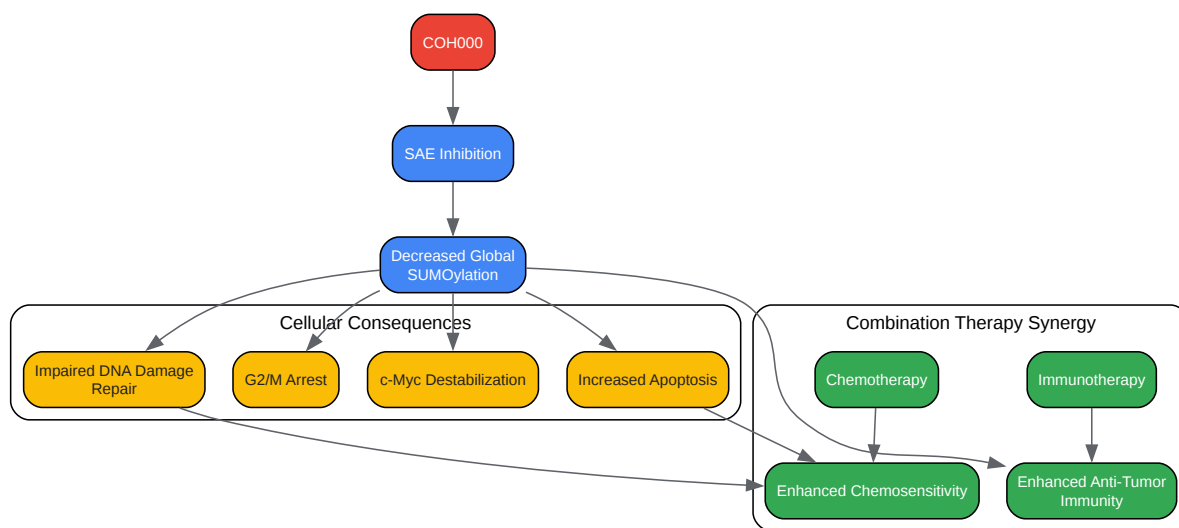 COH000
SAE Inhibition
Decreased Global
SUMOylation
Cellular Consequences
Combination Therapy Synergy
Impaired DNA Damage
Repair
G2/M Arrest
c-Myc Destabilization
Increased Apoptosis
Chemotherapy
Immunotherapy
Enhanced Chemosensitivity
Enhanced Anti-Tumor
Immunity